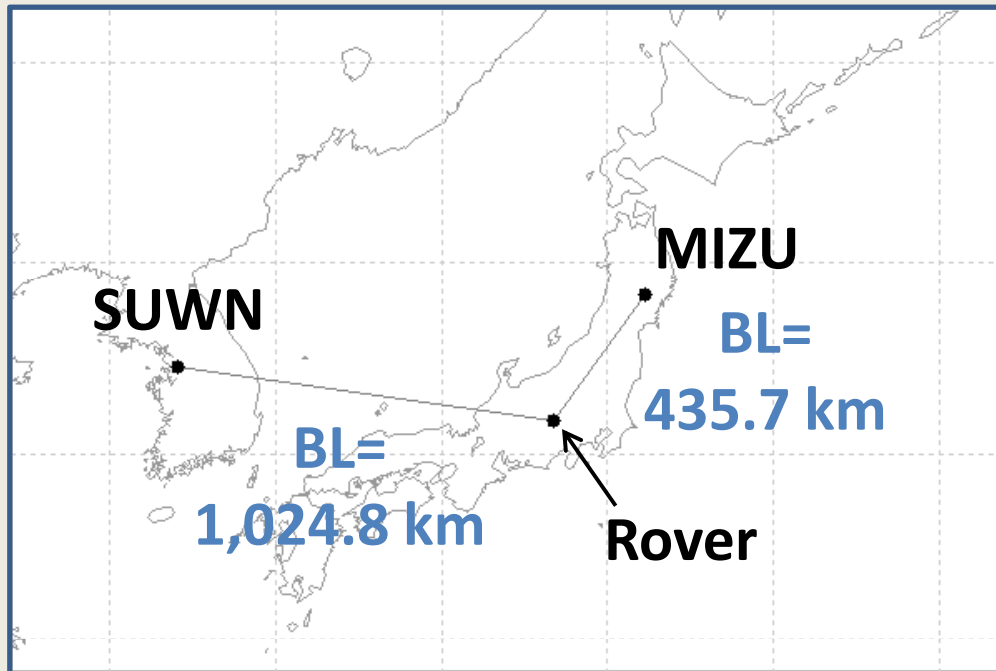 MIZU
SUWN
BL=
435.7 km
BL=
1,024.8 km
Rover